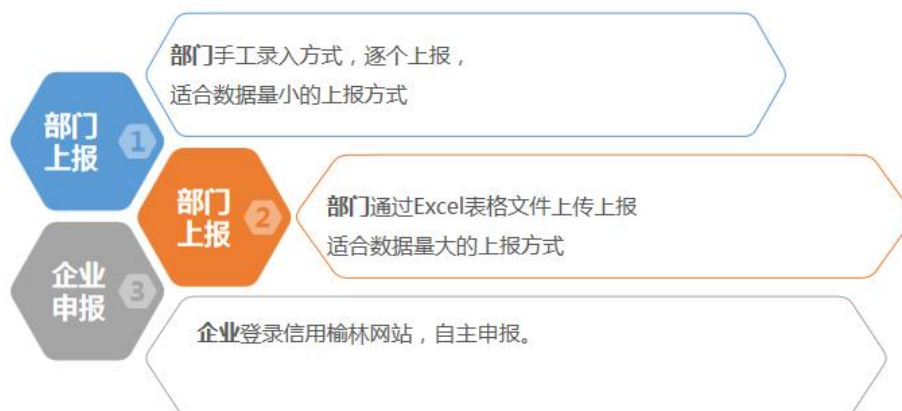 部门手工录入方式，逐个上报，
适合数据量小的上报方式
部门
上报
1
部门
上报
2
部门通过Excel表格文件上传上报
适合数据量大的上报方式
企业
申报
3
企业登录信用榆林网站，自主申报。